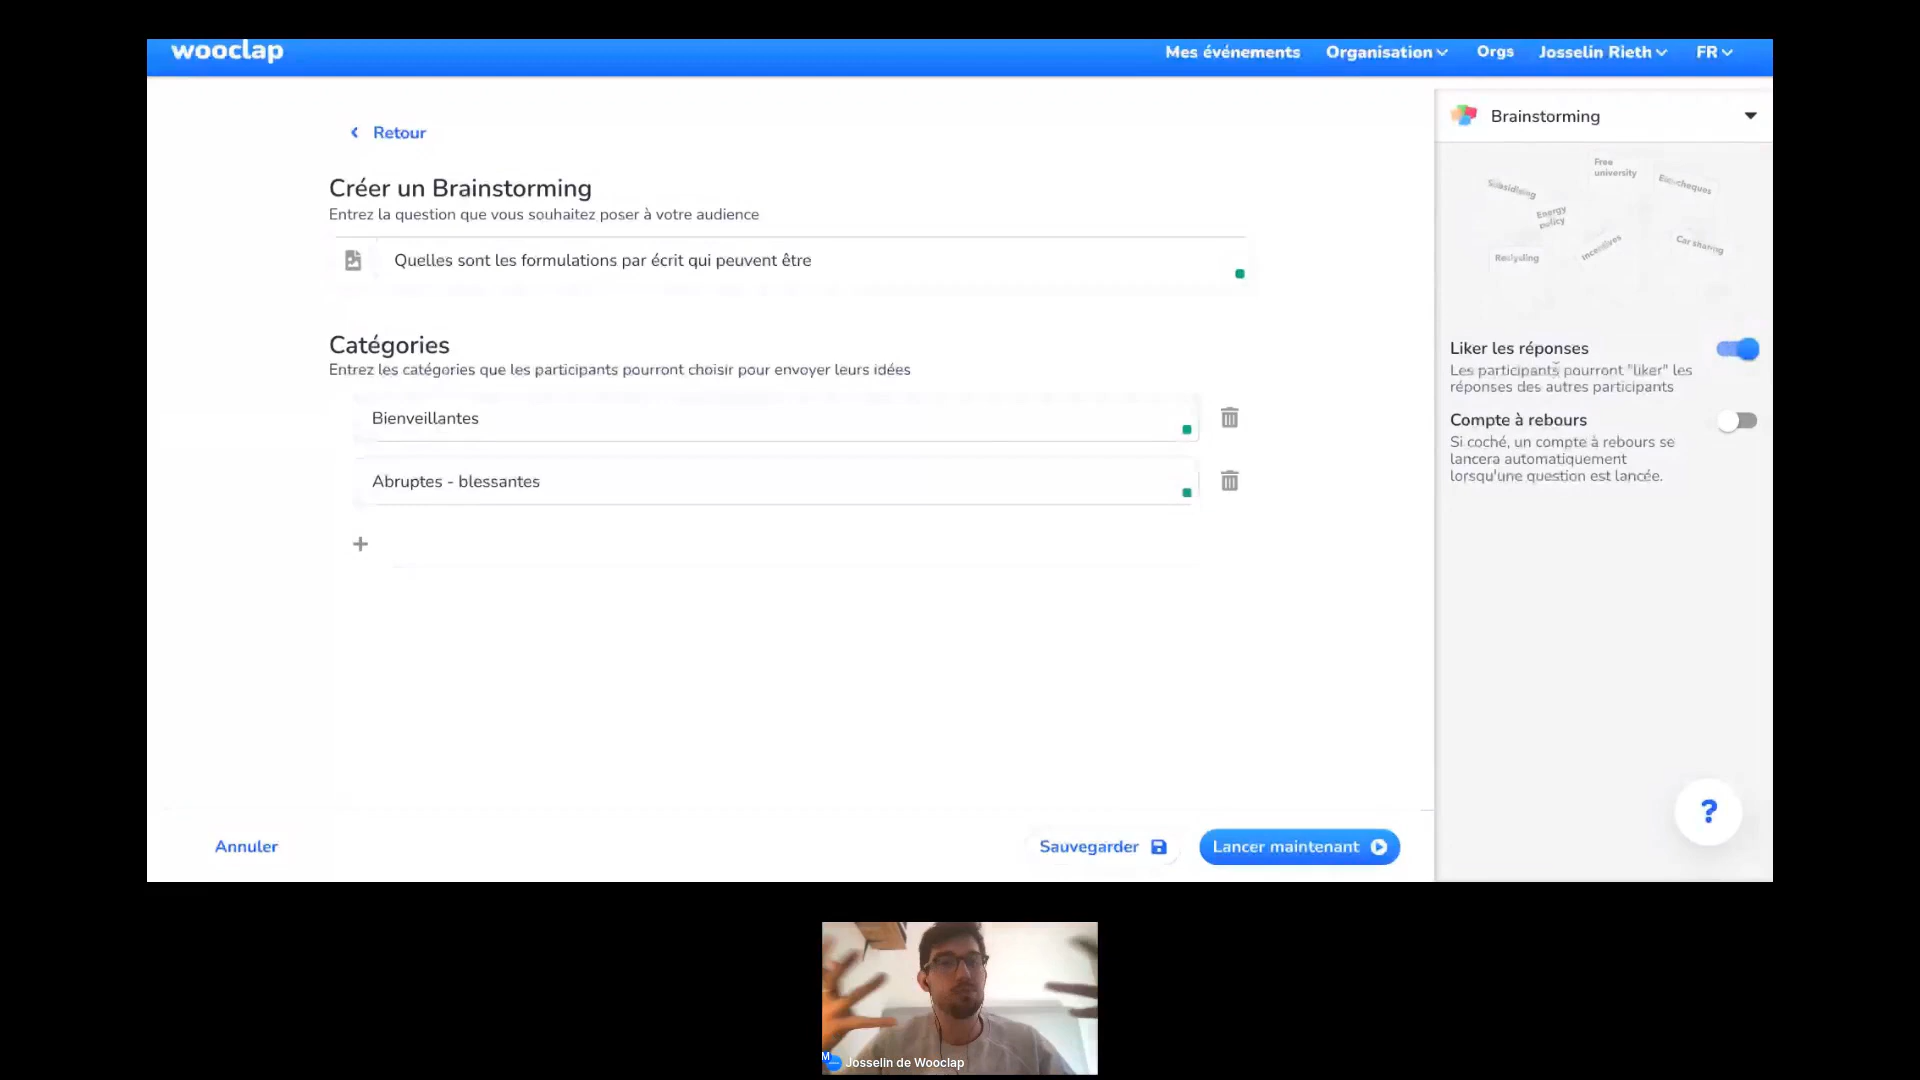 wooclap
Mes événements
Organisation
Orgs
Josselin Rieth
FR
Retour
Créer un Brainstorming
Entrez la question que vous souhaitez poser à votre audience
Quelles sont les formulations par écrit qui peuvent être
Catégories
Entrez les catégories que les participants pourront choisir pour envoyer leurs idées
Bienveillantes
Abruptes - blessantes
+
Annuler
Sauvegarder
Lancer maintenant
Brainstorming
Free
university
Subsidising
Energy
policy
Incentives
Car sharing
Recycling
Liker les réponses
Les participants pourront "liker" les
réponses des autres participants
Compte à rebours
Si coché, un compte à rebours se
lancera automatiquement
lorsqu'une question est lancée.
?
M
Josselin de Wooclap